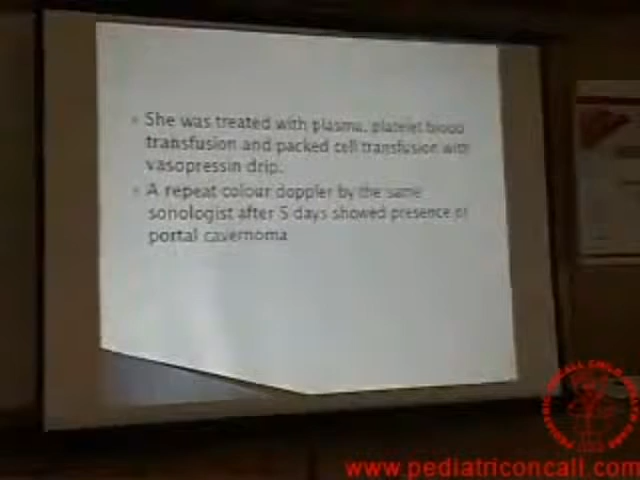 She was treated with plasma, platelet blood
transfusion and packed cell transfusion with
vasopressin drip.
A repeat colour doppler by the same
sonologist after 5 days showed presence of
portal cavernoma
www.pediatriconcall.com